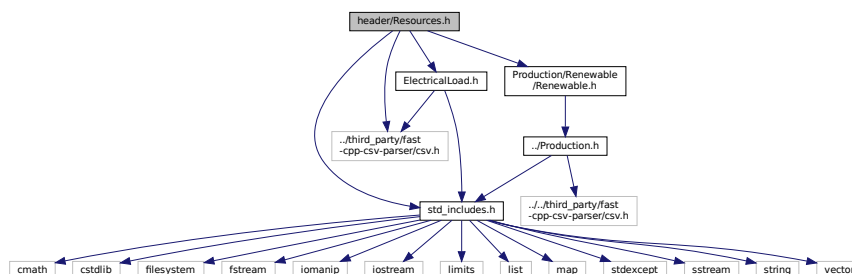 header/Resources.h
ElectricalLoad.h
Production/Renewable
/Renewable.h
../third_party/fast
-cpp-csv-parser/csv.h
../Production.h
std_includes.h
../../third_party/fast
-cpp-csv-parser/csv.h
cmath
cstdlib
filesystem
fstream
iomanip
iostream
limits
list
map
stdexcept
sstream
string
vector